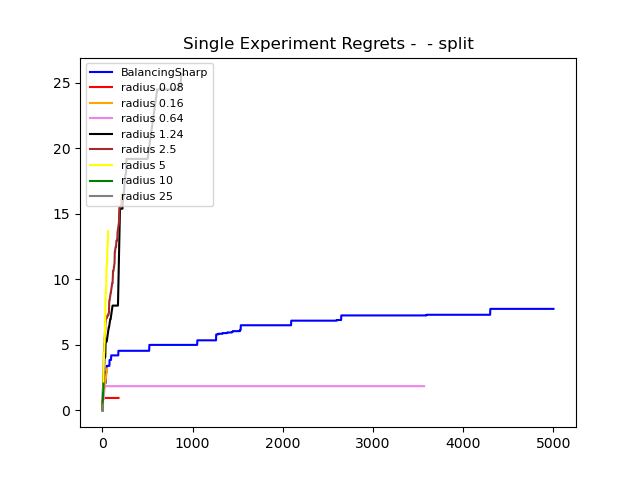 Single Experiment Regrets -  - split
BalancingSharp
radius 0.08
radius 0.16
radius 0.64
radius 1.24
radius 2.5
radius 5
radius 10
radius 25
25
20
15
10
5
0
0 1000 2000 3000 4000 5000